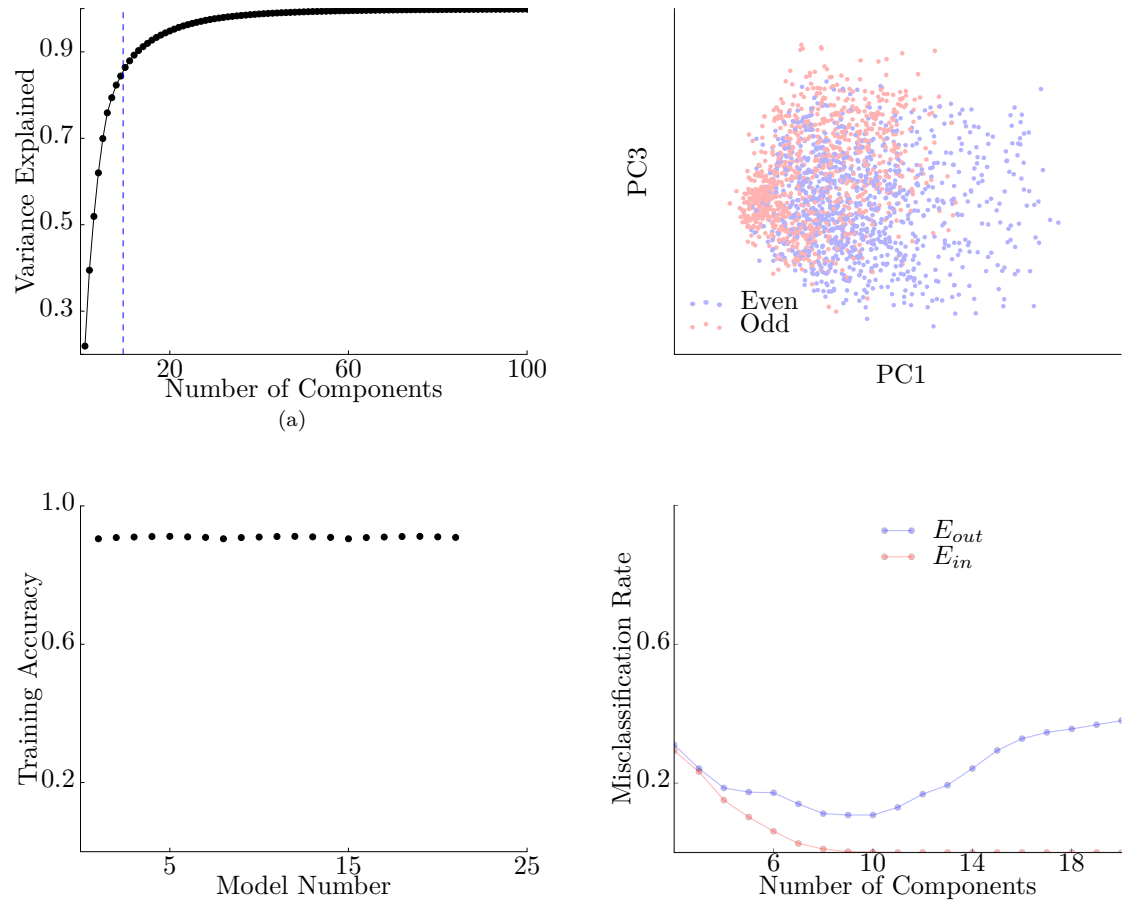 0.9
0.7
0.5
0.3
Variance Explained
20
60
100
Number of Components
(a)
PC3
Even
Odd
PC1
1.0
0.6
0.2
Training Accuracy
5
15
25
Model Number
E_out
E_in
0.6
0.2
Misclassification Rate
6
10
14
18
Number of Components